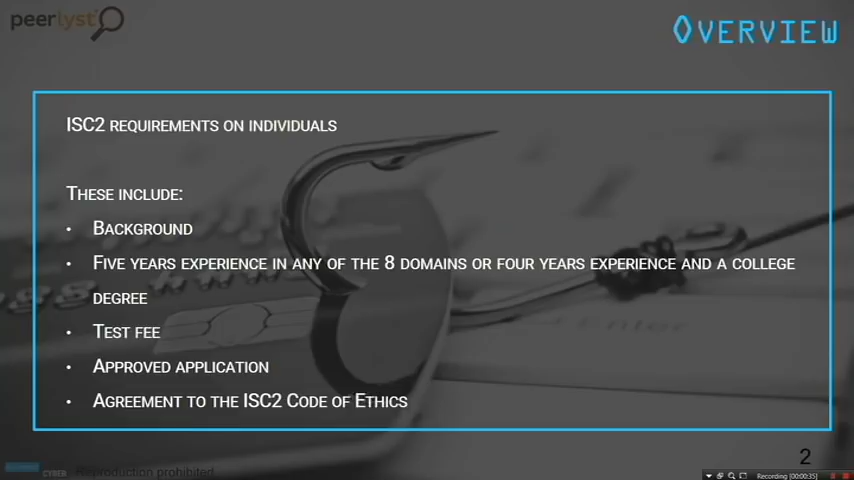 peerlyst
OVERVIEW
ISC2 REQUIREMENTS ON INDIVIDUALS
THESE INCLUDE:
• BACKGROUND
• FIVE YEARS EXPERIENCE IN ANY OF THE 8 DOMAINS OR FOUR YEARS EXPERIENCE AND A COLLEGE
DEGREE
• TEST FEE
• APPROVED APPLICATION
• AGREEMENT TO THE ISC2 CODE OF ETHICS
Enter
2
CYBER Reproduction prohibited
Recording [00:00:35]